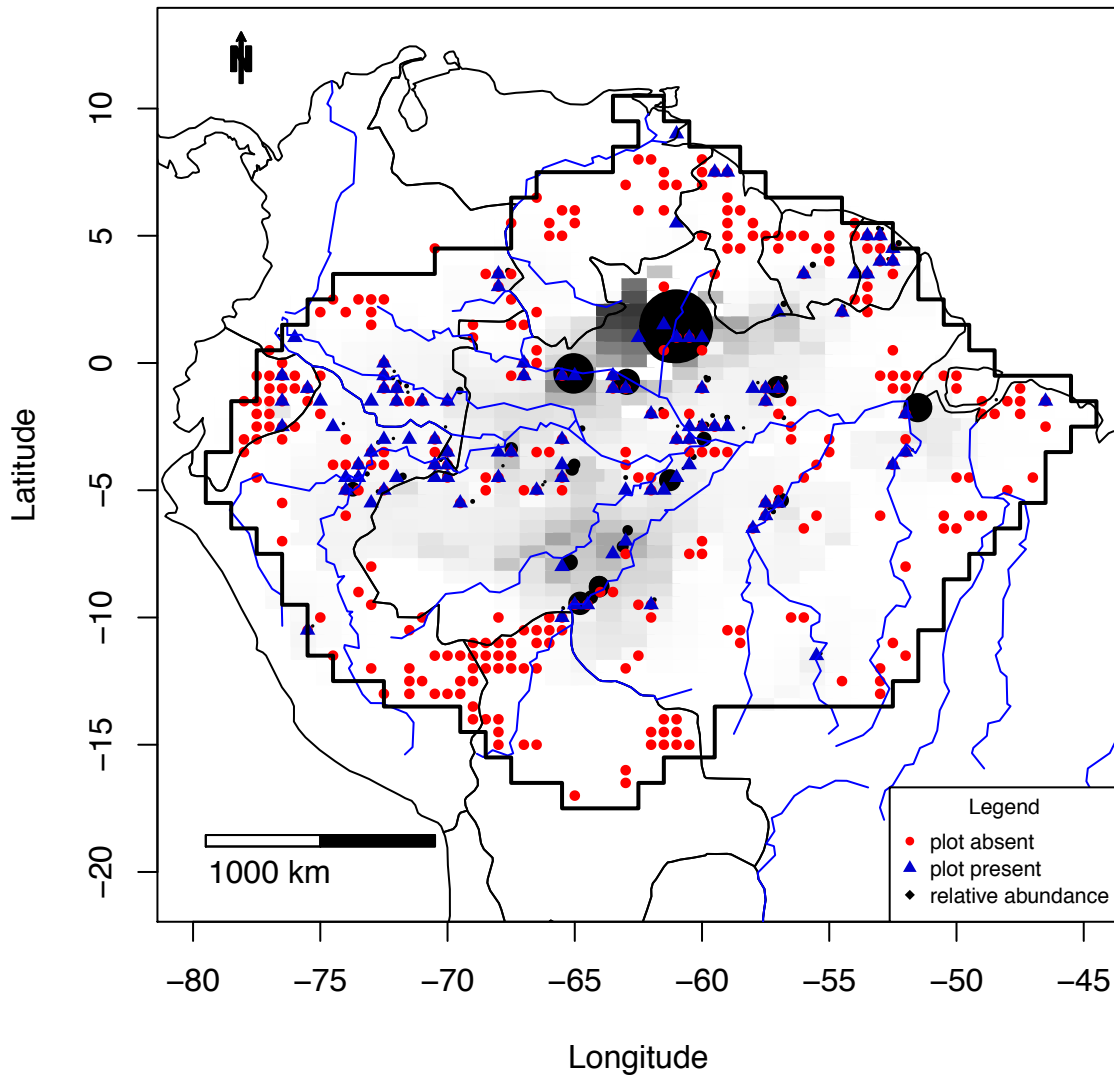 N
10
5
0
−5
−10
−15
−20
Latitude
1000 km
Legend
plot absent
plot present
relative abundance
−80
−75
−70
−65
−60
−55
−50
−45
Longitude